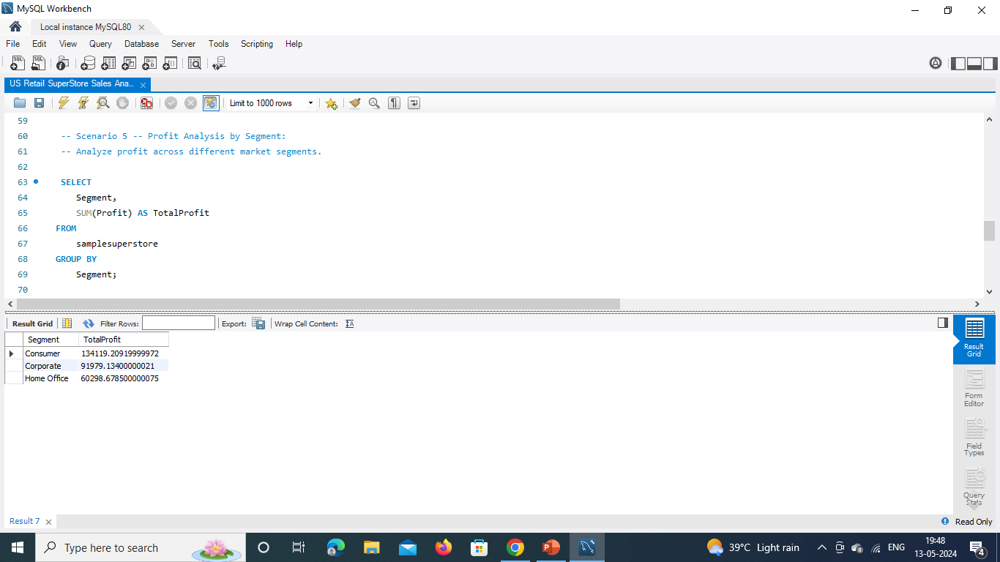 MySQL Workbench
Local instance MySQL80
File Edit View Query Database Server Tools Scripting Help
US Retail SuperStore Sales Ana...
Limit to 1000 rows
59
60 -- Scenario 5 -- Profit Analysis by Segment:
61 -- Analyze profit across different market segments.
62
63 SELECT
64 Segment,
65 SUM(Profit) AS TotalProfit
66 FROM
67 samplesuperstore
68 GROUP BY
69 Segment;
70
Result Grid Filter Rows: Export: Wrap Cell Content:
Segment TotalProfit
Consumer 134119.20919999972
Corporate 91979.13400000021
Home Office 60298.678500000075
Result
Grid
Form
Editor
Field
Types
Query
Stats
Result 7
Read Only
Type here to search
39°C Light rain
ENG
19:48
13-05-2024
4